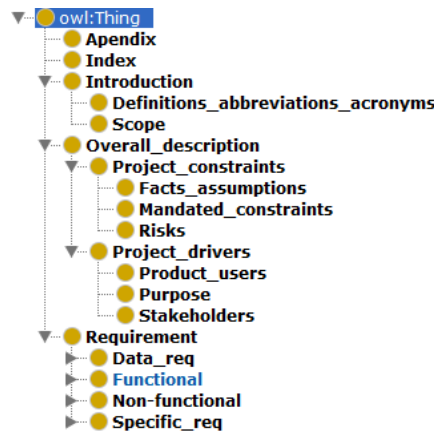 owl:Thing
Apendix
Index
Introduction
Definitions_abbreviations_acronyms
Scope
Overall_description
Project_constraints
Facts_assumptions
Mandated_constraints
Risks
Project_drivers
Product_users
Purpose
Stakeholders
Requirement
Data_req
Functional
Non-functional
Specific_req